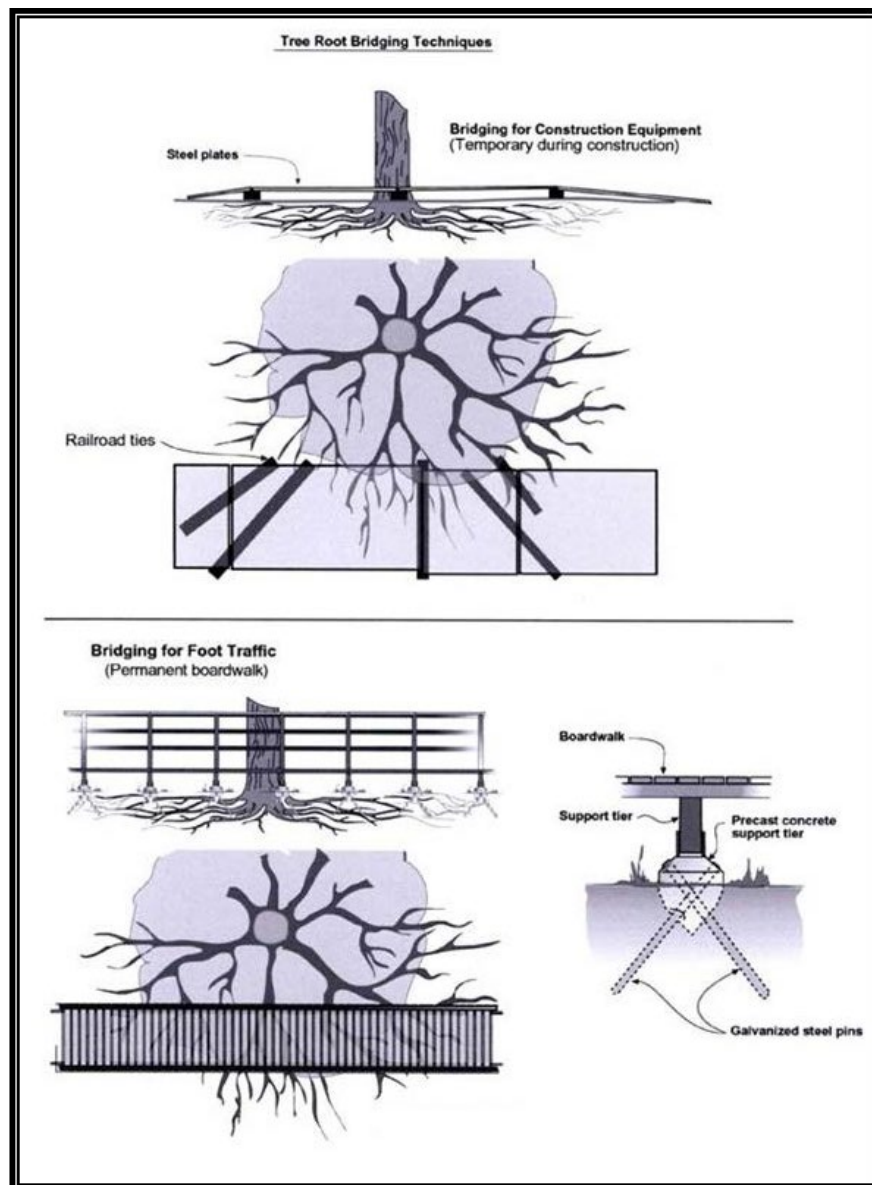 Tree Root Bridging Techniques
Bridging for Construction Equipment
(Temporary during construction)
Steel plates
Railroad ties
Bridging for Foot Traffic
(Permanent boardwalk)
Boardwalk
Support tier
Precast concrete
support tier
Galvanized steel pins